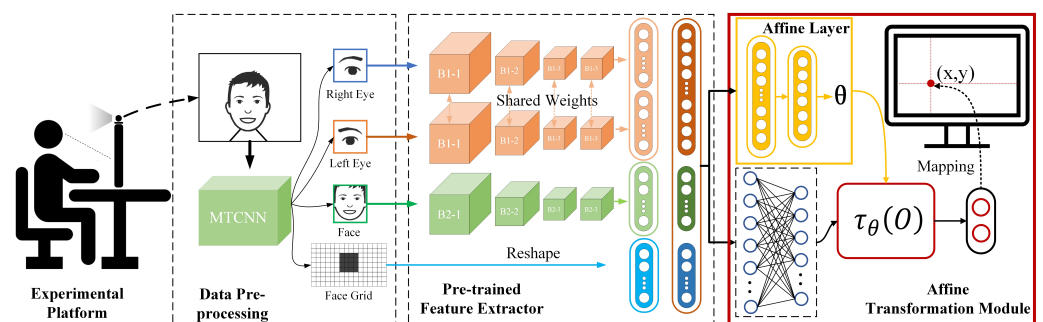 Experimental
Platform
MTCNN
Data Pre-
processing
Right Eye
Left Eye
Face
Face Grid
B1-1
B1-2
B1-3
B1-3
Shared Weights
B1-1
B1-2
B1-3
B1-3
B2-1
B2-2
B2-3
B2-3
Reshape
Pre-trained
Feature Extractor
Affine Layer
θ
(x,y)
Mapping
τθ(O)
Affine
Transformation Module